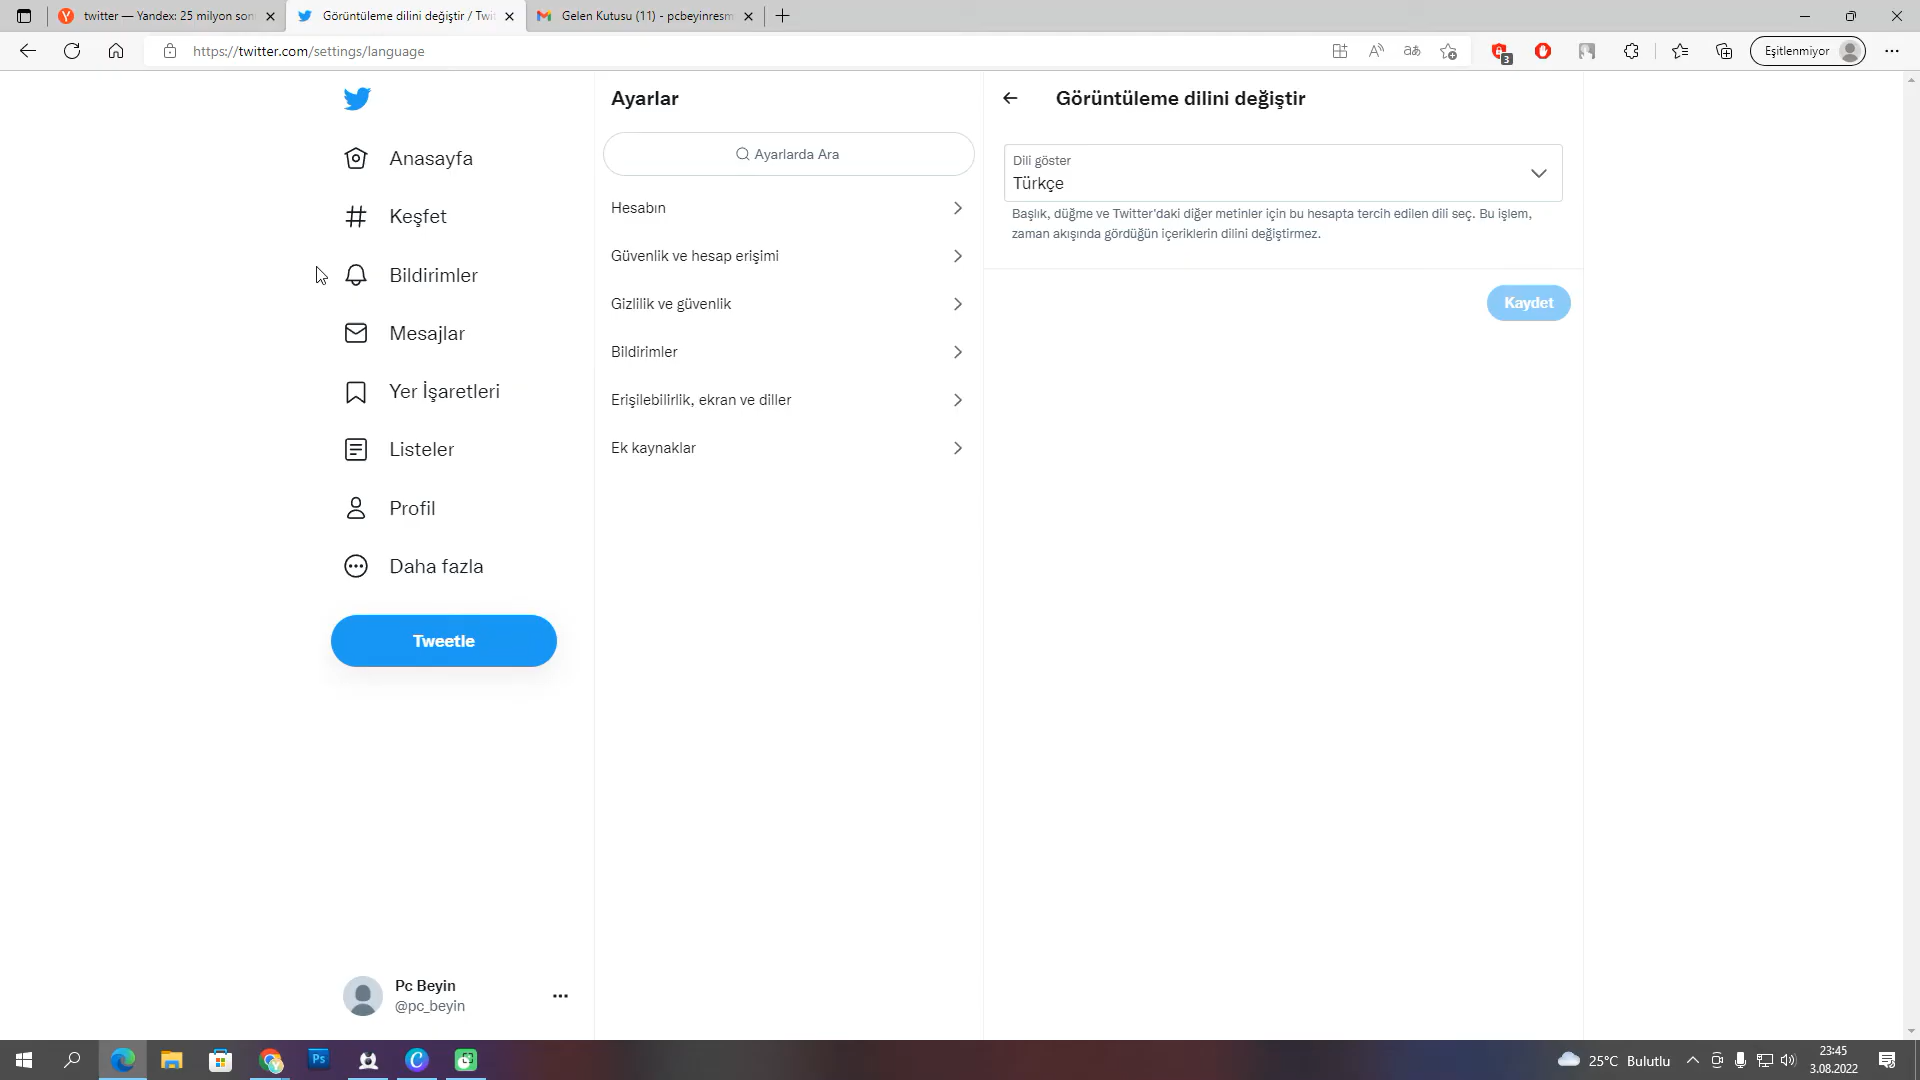 twitter — Yandex: 25 milyon son
Görüntüleme dilini değiştir / Twi
Gelen Kutusu (11) - pcbeyinresm
https://twitter.com/settings/language
3
Eşitlenmiyor
Anasayfa
Keşfet
Bildirimler
Mesajlar
Yer İşaretleri
Listeler
Profil
Daha fazla
Tweetle
Pc Beyin
@pc_beyin
Ayarlar
Ayarlarda Ara
Hesabın
Güvenlik ve hesap erişimi
Gizlilik ve güvenlik
Bildirimler
Erişilebilirlik, ekran ve diller
Ek kaynaklar
Görüntüleme dilini değiştir
Dili göster
Türkçe
Başlık, düğme ve Twitter'daki diğer metinler için bu hesapta tercih edilen dili seç. Bu işlem,
zaman akışında gördüğün içeriklerin dilini değiştirmez.
Kaydet
Ps
25°C Bulutlu
23:45
3.08.2022